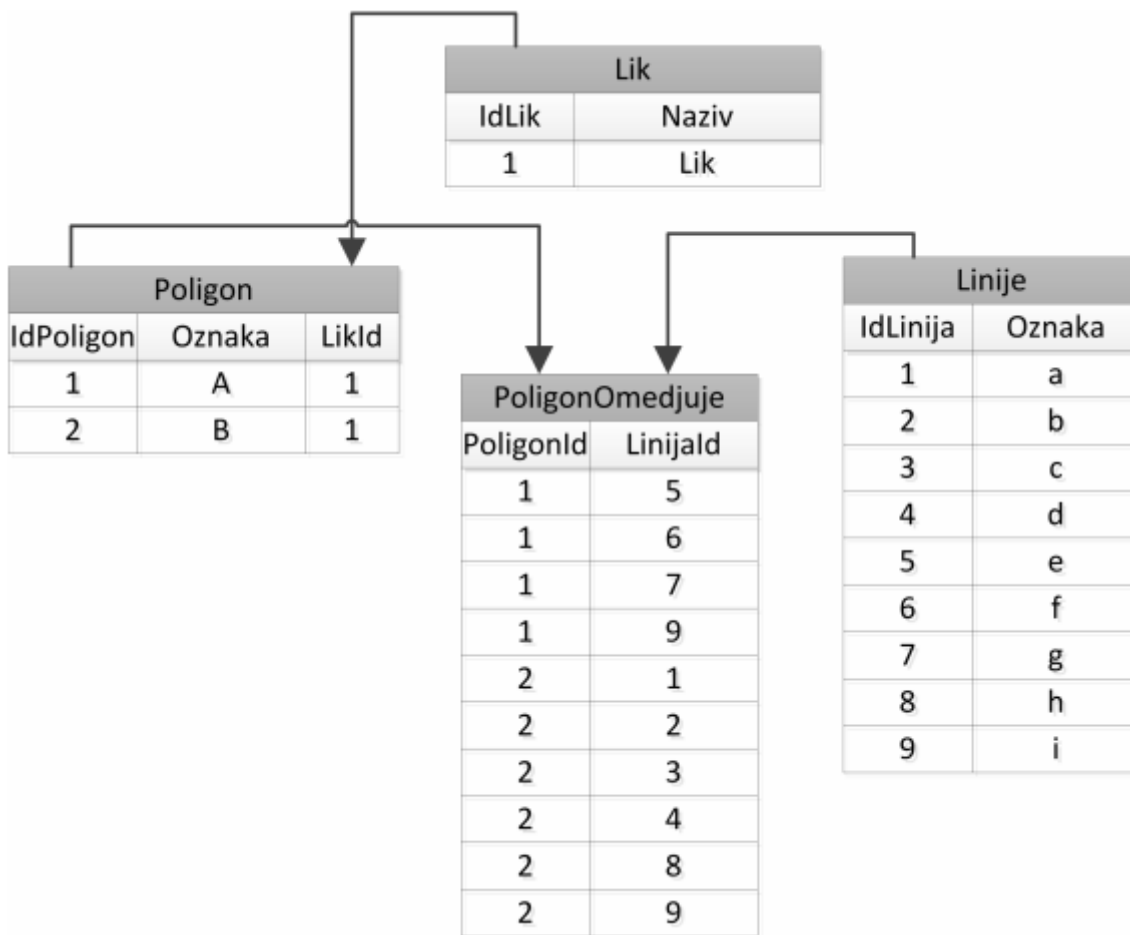 Lik
IdLik Naziv
1 Lik
Poligon
IdPoligon Oznaka LikId
1 A 1
2 B 1
PoligonOmedjuje
PoligonId LinijaId
1 5
1 6
1 7
1 9
2 1
2 2
2 3
2 4
2 8
2 9
Linije
IdLinija Oznaka
1 a
2 b
3 c
4 d
5 e
6 f
7 g
8 h
9 i